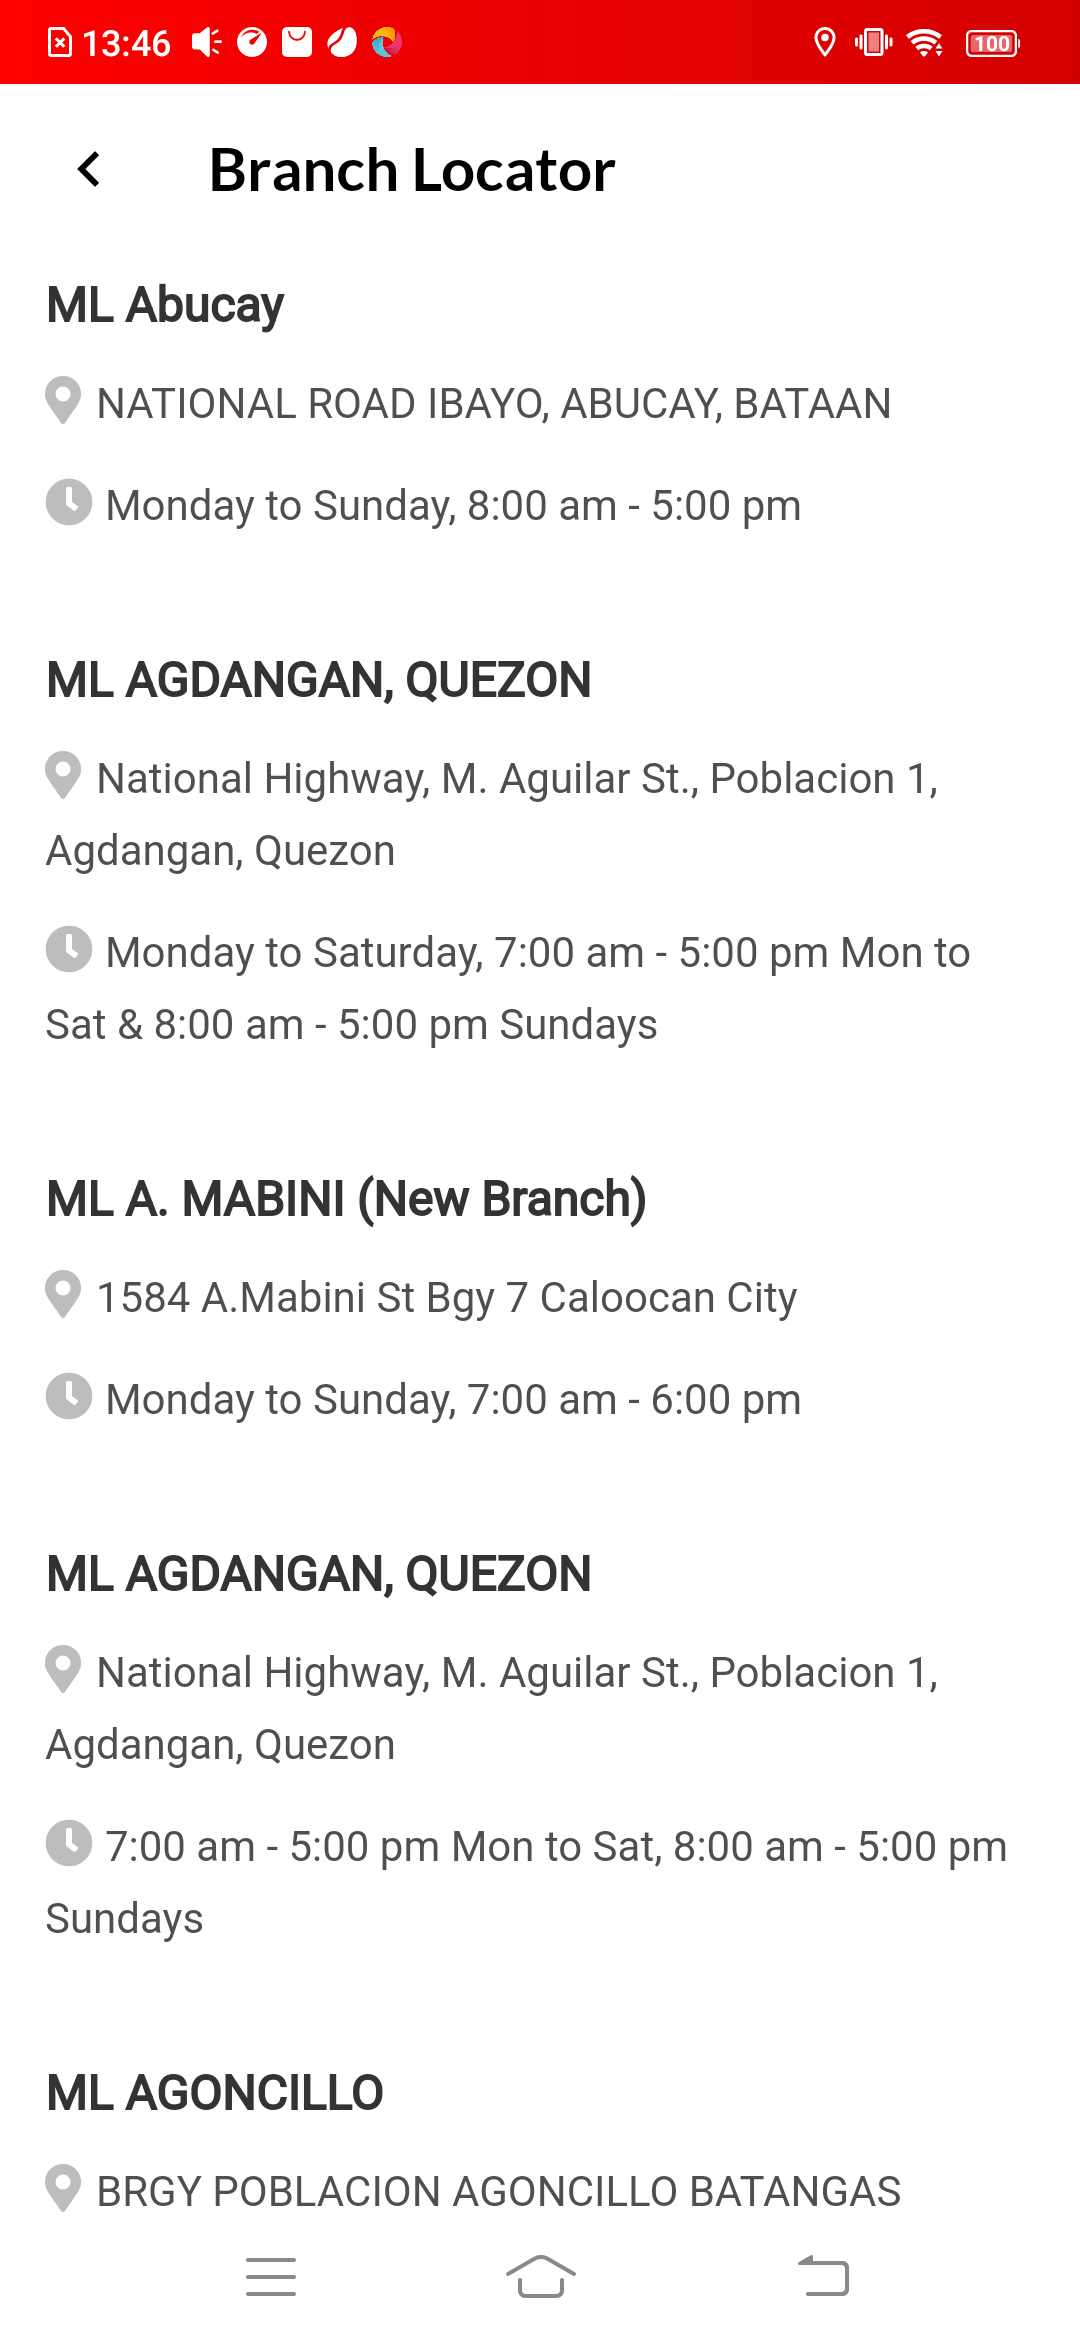 13:46
100
Branch Locator
ML Abucay
NATIONAL ROAD IBAYO, ABUCAY, BATAAN
Monday to Sunday, 8:00 am - 5:00 pm
ML AGDANGAN, QUEZON
National Highway, M. Aguilar St., Poblacion 1,
Agdangan, Quezon
Monday to Saturday, 7:00 am - 5:00 pm Mon to
Sat & 8:00 am - 5:00 pm Sundays
ML A. MABINI (New Branch)
1584 A.Mabini St Bgy 7 Caloocan City
Monday to Sunday, 7:00 am - 6:00 pm
ML AGDANGAN, QUEZON
National Highway, M. Aguilar St., Poblacion 1,
Agdangan, Quezon
7:00 am - 5:00 pm Mon to Sat, 8:00 am - 5:00 pm
Sundays
ML AGONCILLO
BRGY POBLACION AGONCILLO BATANGAS